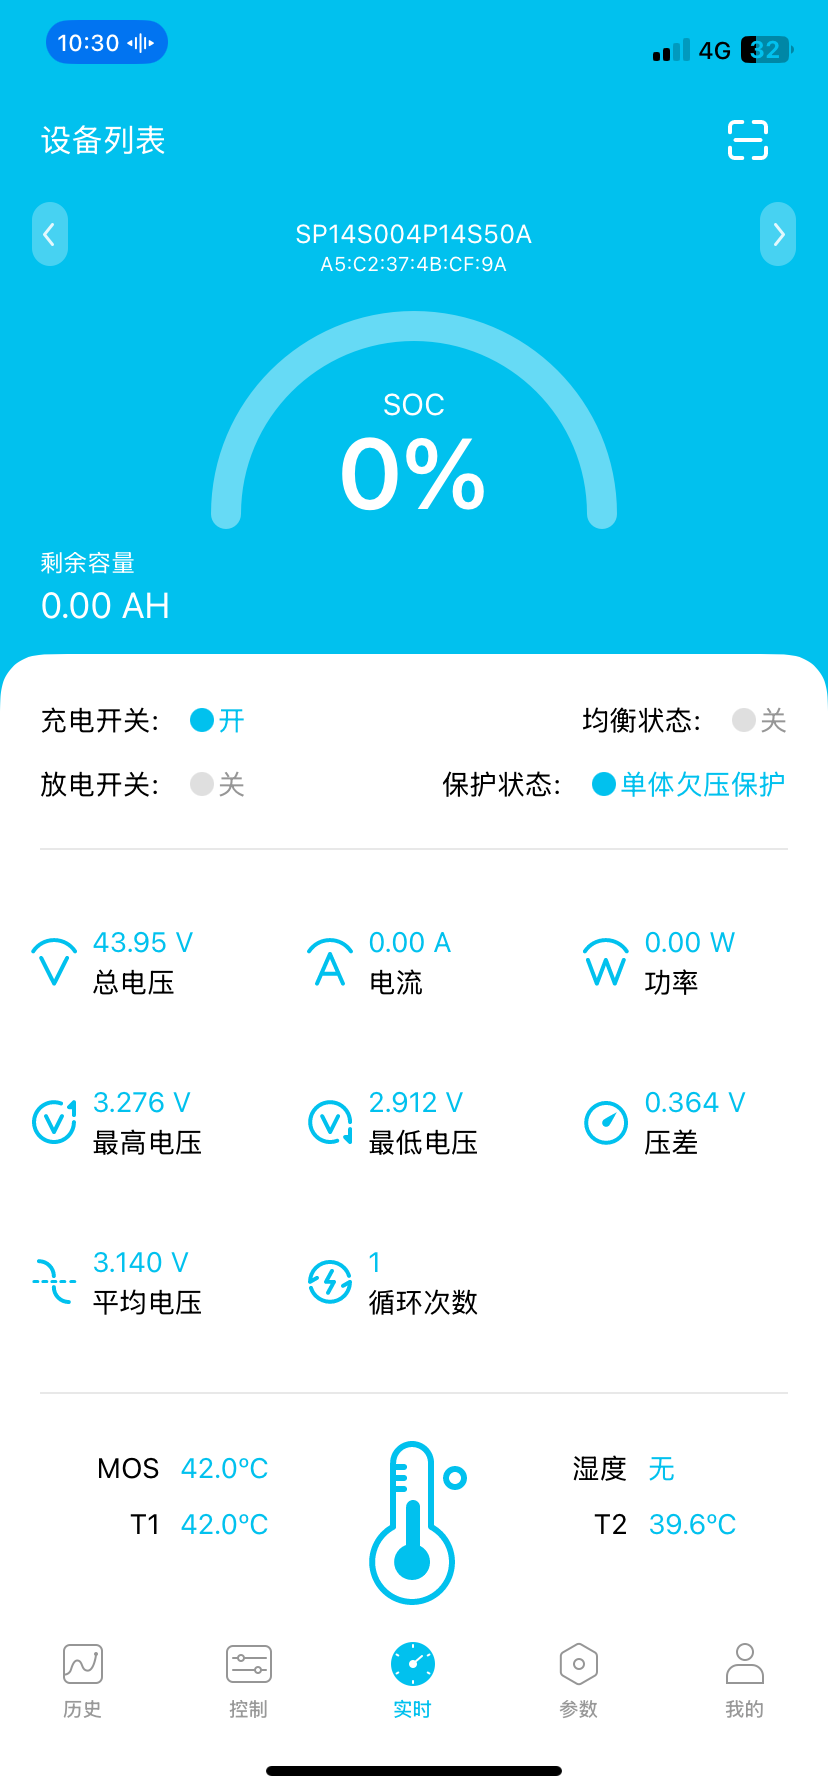 10:30
4G 32
设备列表
SP14S004P14S50A
A5:C2:37:4B:CF:9A
SOC
0%
剩余容量
0.00 AH
充电开关: 开 均衡状态: 关
放电开关: 关 保护状态: 单体欠压保护
43.95 V 0.00 A 0.00 W
总电压 电流 功率
3.276 V 2.912 V 0.364 V
最高电压 最低电压 压差
3.140 V 1
平均电压 循环次数
MOS 42.0℃ 湿度 无
T1 42.0℃ T2 39.6℃
历史 控制 实时 参数 我的